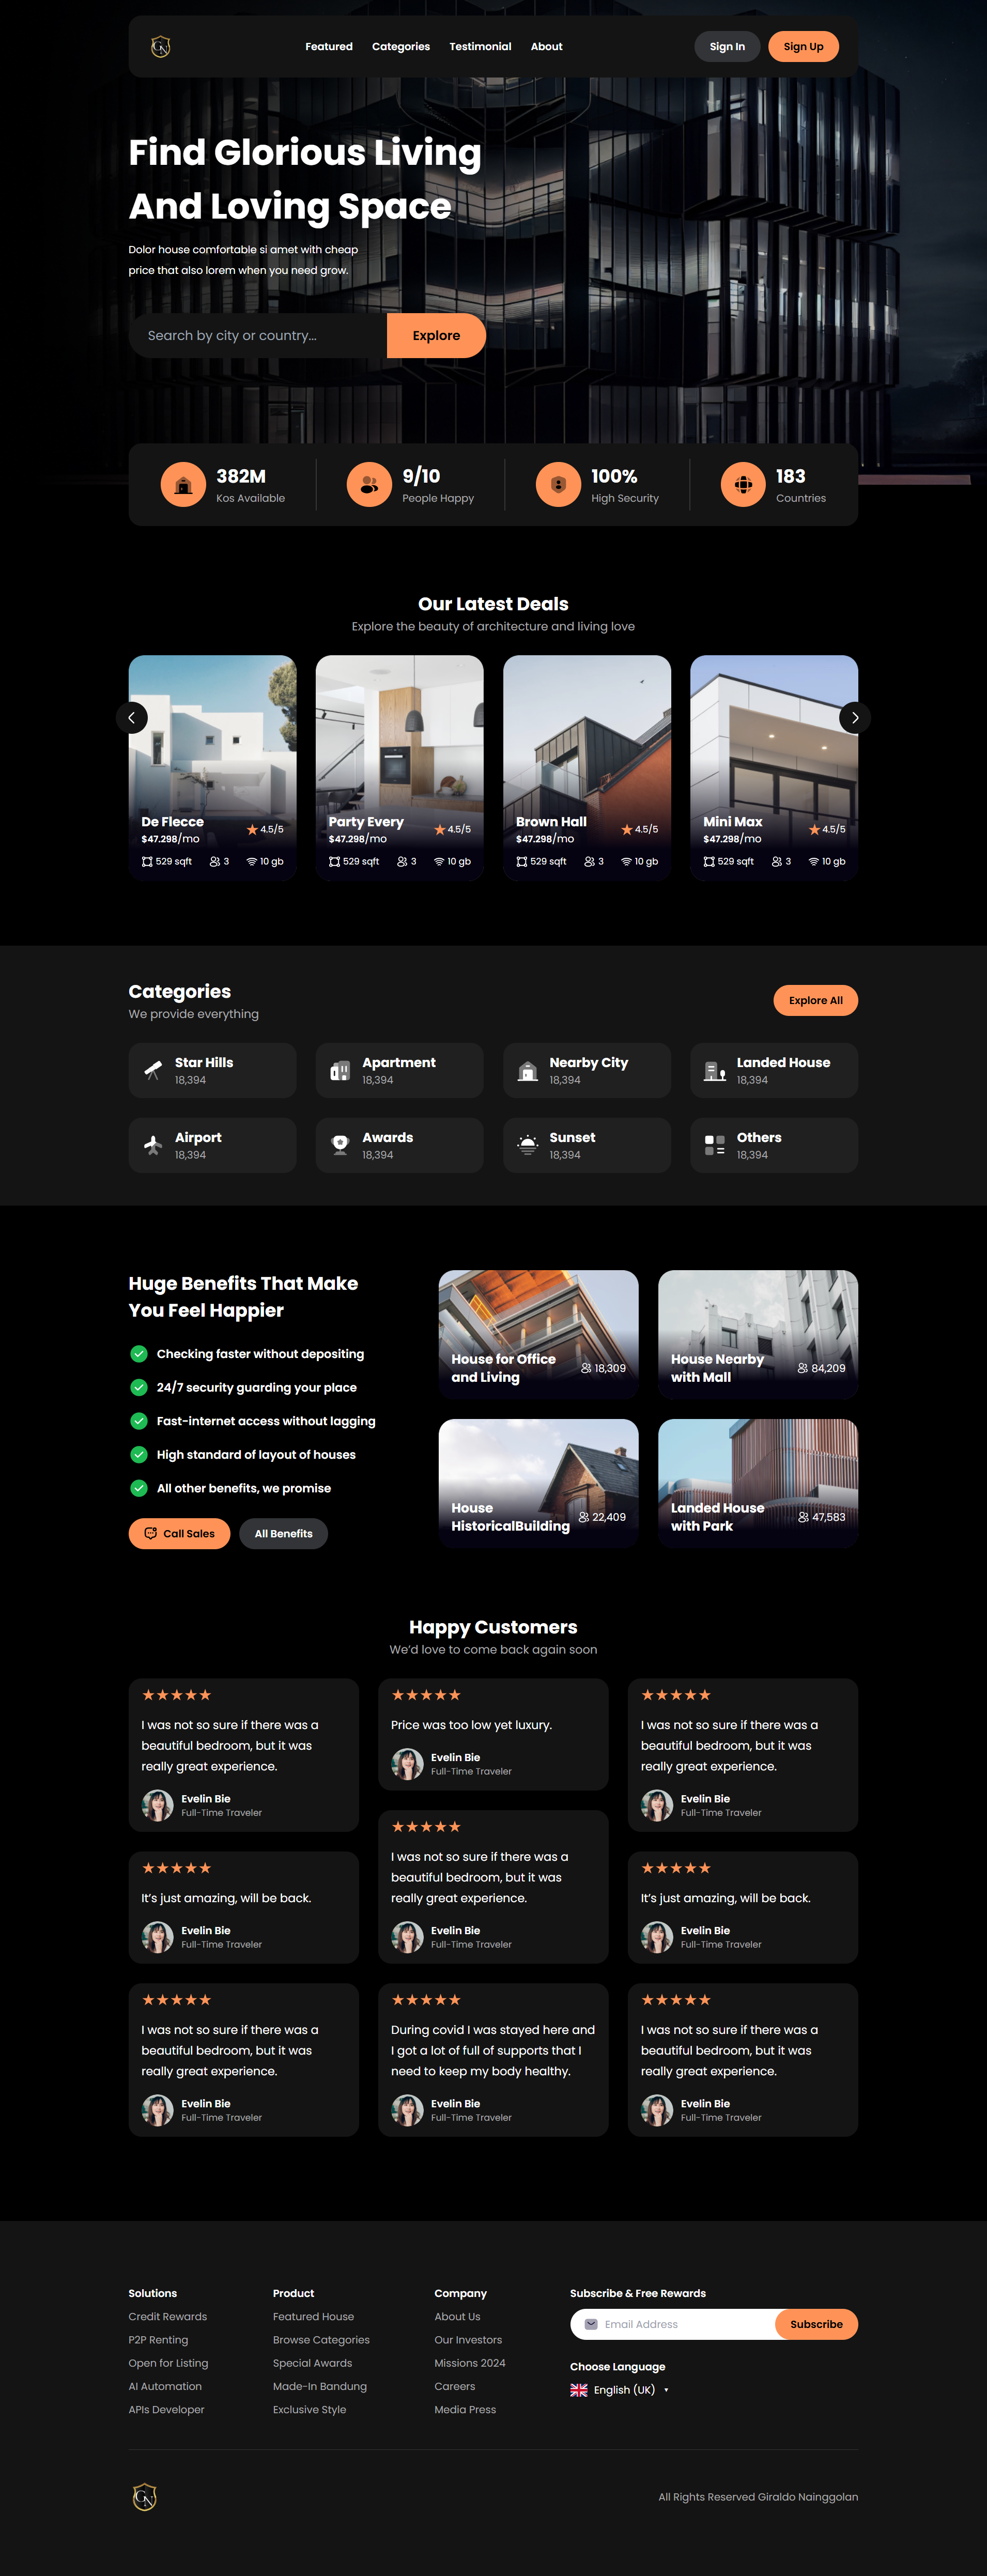 GN
Featured Categories Testimonial About
Sign In Sign Up
Find Glorious Living
And Loving Space
Dolor house comfortable si amet with cheap
price that also lorem when you need grow.
Search by city or country...
Explore
382M
Kos Available
9/10
People Happy
100%
High Security
183
Countries
Our Latest Deals
Explore the beauty of architecture and living love
De Flecce
$47.298/mo
4.5/5
529 sqft 3 10 gb
Party Every
$47.298/mo
4.5/5
529 sqft 3 10 gb
Brown Hall
$47.298/mo
4.5/5
529 sqft 3 10 gb
Mini Max
$47.298/mo
4.5/5
529 sqft 3 10 gb
Categories
We provide everything
Explore All
Star Hills
18,394
Apartment
18,394
Nearby City
18,394
Landed House
18,394
Airport
18,394
Awards
18,394
Sunset
18,394
Others
18,394
Huge Benefits That Make
You Feel Happier
Checking faster without depositing
24/7 security guarding your place
Fast-internet access without lagging
High standard of layout of houses
All other benefits, we promise
Call Sales
All Benefits
House for Office
and Living
18,309
House Nearby
with Mall
84,209
House
HistoricalBuilding
22,409
Landed House
with Park
47,583
Happy Customers
We'd love to come back again soon
I was not so sure if there was a
beautiful bedroom, but it was
really great experience.
Evelin Bie
Full-Time Traveler
Price was too low yet luxury.
Evelin Bie
Full-Time Traveler
I was not so sure if there was a
beautiful bedroom, but it was
really great experience.
Evelin Bie
Full-Time Traveler
It's just amazing, will be back.
Evelin Bie
Full-Time Traveler
I was not so sure if there was a
beautiful bedroom, but it was
really great experience.
Evelin Bie
Full-Time Traveler
It's just amazing, will be back.
Evelin Bie
Full-Time Traveler
I was not so sure if there was a
beautiful bedroom, but it was
really great experience.
Evelin Bie
Full-Time Traveler
During covid I was stayed here and
I got a lot of full of supports that I
need to keep my body healthy.
Evelin Bie
Full-Time Traveler
I was not so sure if there was a
beautiful bedroom, but it was
really great experience.
Evelin Bie
Full-Time Traveler
Solutions
Credit Rewards
P2P Renting
Open for Listing
AI Automation
APIs Developer
Product
Featured House
Browse Categories
Special Awards
Made-In Bandung
Exclusive Style
Company
About Us
Our Investors
Missions 2024
Careers
Media Press
Subscribe & Free Rewards
Email Address
Subscribe
Choose Language
English (UK)
GN
All Rights Reserved Giraldo Nainggolan